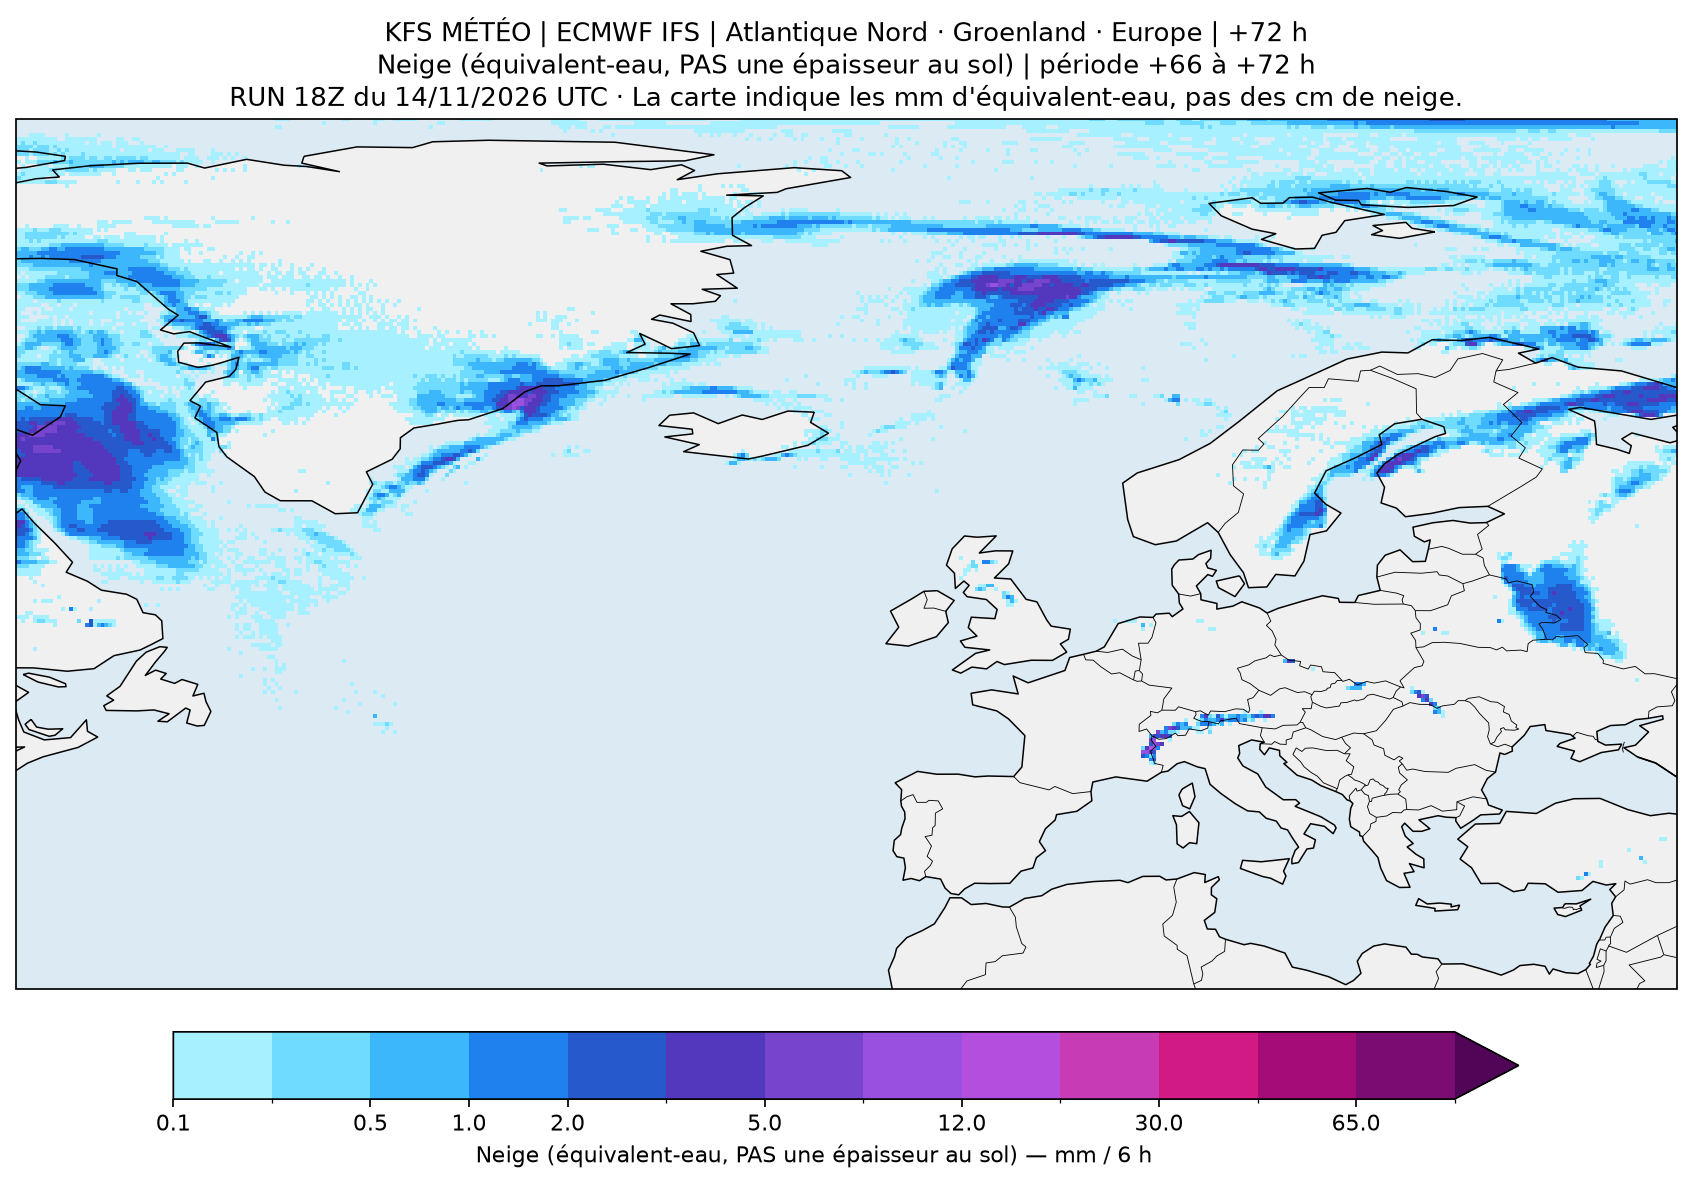 KFS MÉTÉO | ECMWF IFS | Atlantique Nord · Groenland · Europe | +72 h
Neige (équivalent-eau, PAS une épaisseur au sol) | période +66 à +72 h
RUN 18Z du 14/11/2026 UTC · La carte indique les mm d'équivalent-eau, pas des cm de neige.
0.1 0.5 1.0 2.0 5.0 12.0 30.0 65.0
Neige (équivalent-eau, PAS une épaisseur au sol) — mm / 6 h